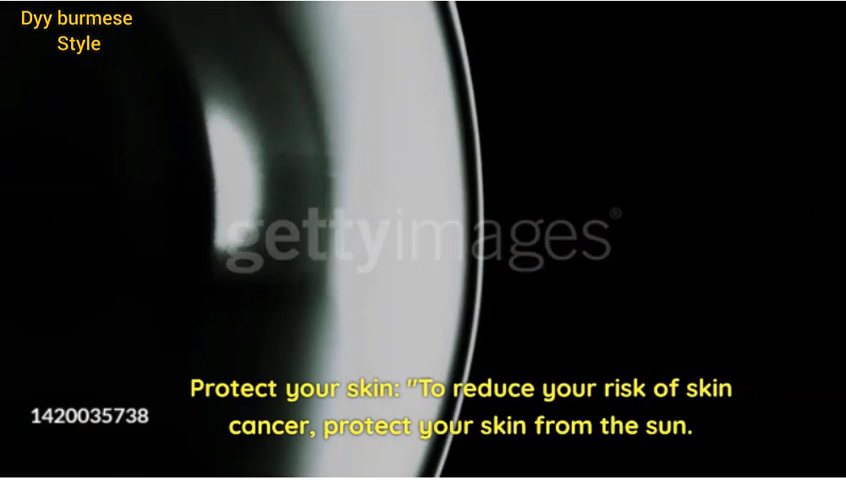 Dyy burmese
Style
gettyimages®
Protect your skin: "To reduce your risk of skin
1420035738
cancer, protect your skin from the sun.